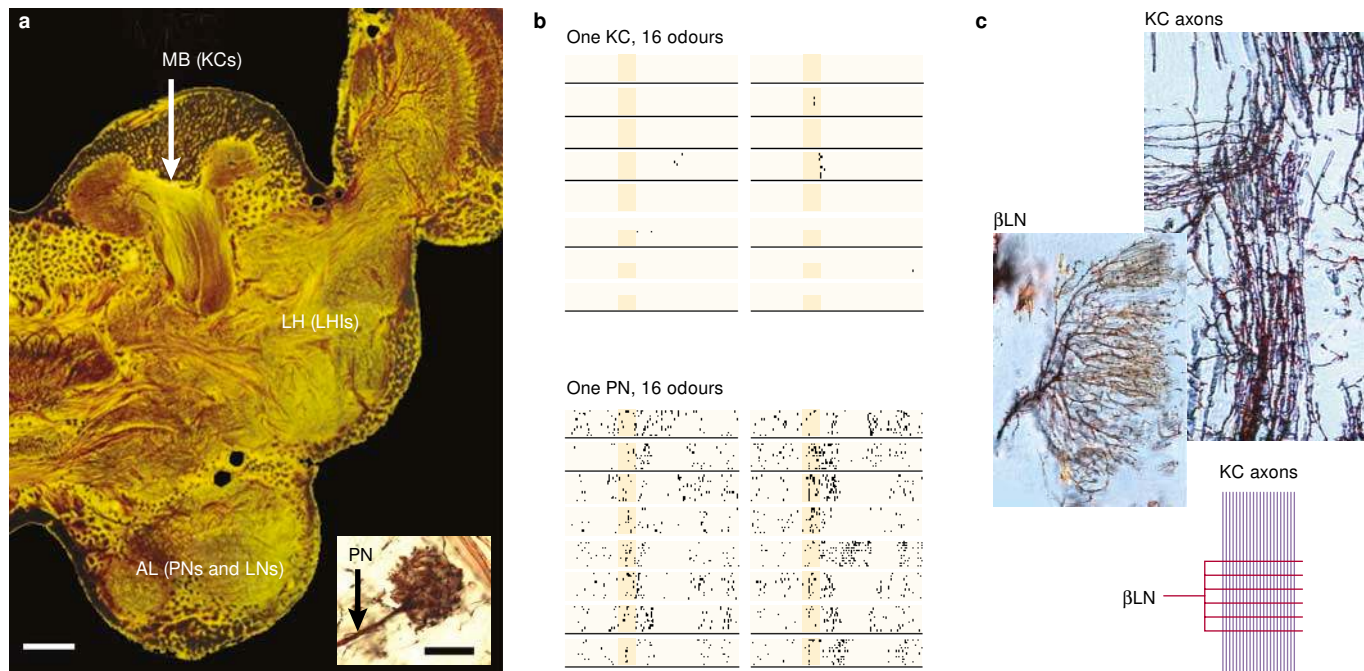 a
MB (KCs)
LH (LHIs)
AL (PNs and LNs)
PN
b
One KC, 16 odours
One PN, 16 odours
c
KC axons
βLN
KC axons
βLN